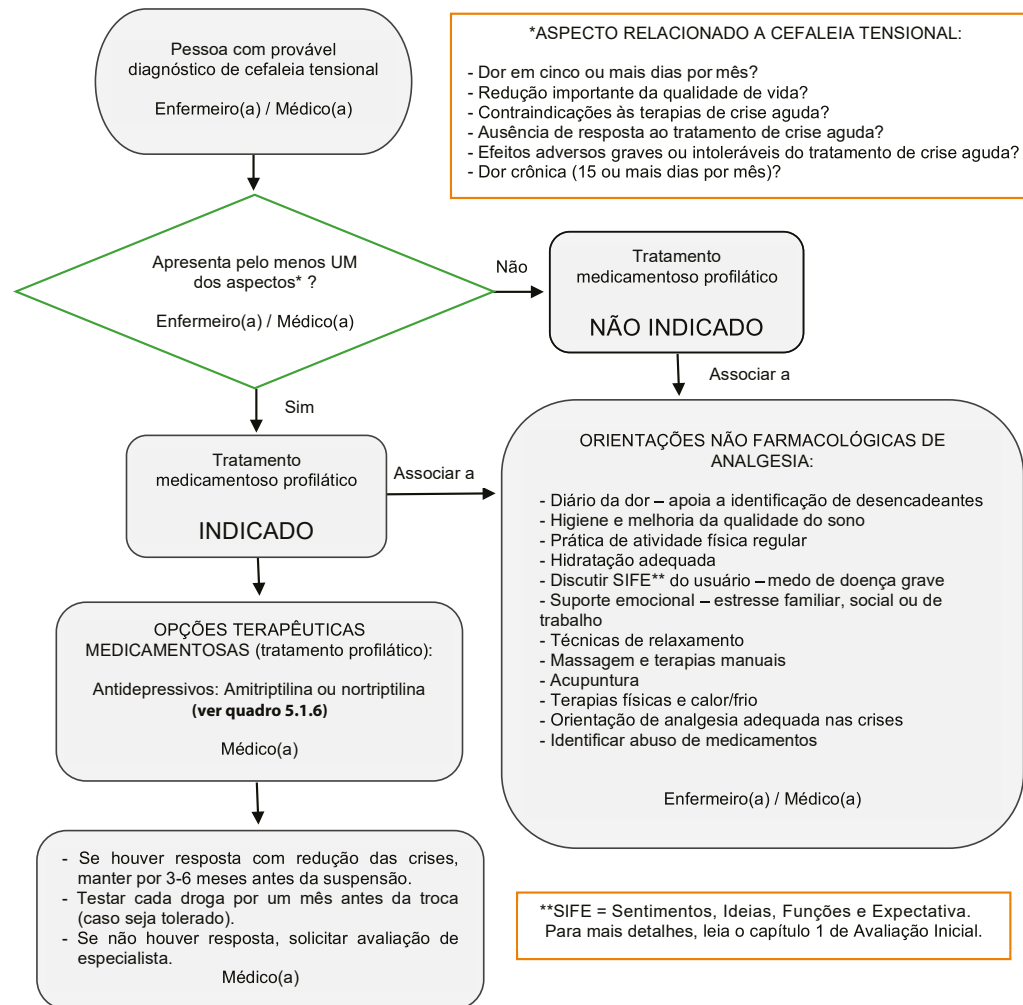 Pessoa com provável
diagnóstico de cefaleia tensional
Enfermeiro(a) / Médico(a)
*ASPECTO RELACIONADO A CEFALEIA TENSIONAL:
- Dor em cinco ou mais dias por mês?
- Redução importante da qualidade de vida?
- Contraindicações às terapias de crise aguda?
- Ausência de resposta ao tratamento de crise aguda?
- Efeitos adversos graves ou intoleráveis do tratamento de crise aguda?
- Dor crônica (15 ou mais dias por mês)?
Apresenta pelo menos UM
dos aspectos* ?
Enfermeiro(a) / Médico(a)
Não
Tratamento
medicamentoso profilático
NÃO INDICADO
Associar a
Sim
Tratamento
medicamentoso profilático
INDICADO
Associar a
ORIENTAÇÕES NÃO FARMACOLÓGICAS DE
ANALGESIA:
- Diário da dor – apoia a identificação de desencadeantes
- Higiene e melhoria da qualidade do sono
- Prática de atividade física regular
- Hidratação adequada
- Discutir SIFE** do usuário – medo de doença grave
- Suporte emocional – estresse familiar, social ou de
trabalho
- Técnicas de relaxamento
- Massagem e terapias manuais
- Acupuntura
- Terapias físicas e calor/frio
- Orientação de analgesia adequada nas crises
- Identificar abuso de medicamentos
Enfermeiro(a) / Médico(a)
OPÇÕES TERAPÊUTICAS
MEDICAMENTOSAS (tratamento profilático):
Antidepressivos: Amitriptilina ou nortriptilina
(ver quadro 5.1.6)
Médico(a)
- Se houver resposta com redução das crises,
manter por 3-6 meses antes da suspensão.
- Testar cada droga por um mês antes da troca
(caso seja tolerado).
- Se não houver resposta, solicitar avaliação de
especialista.
Médico(a)
**SIFE = Sentimentos, Ideias, Funções e Expectativa.
Para mais detalhes, leia o capítulo 1 de Avaliação Inicial.